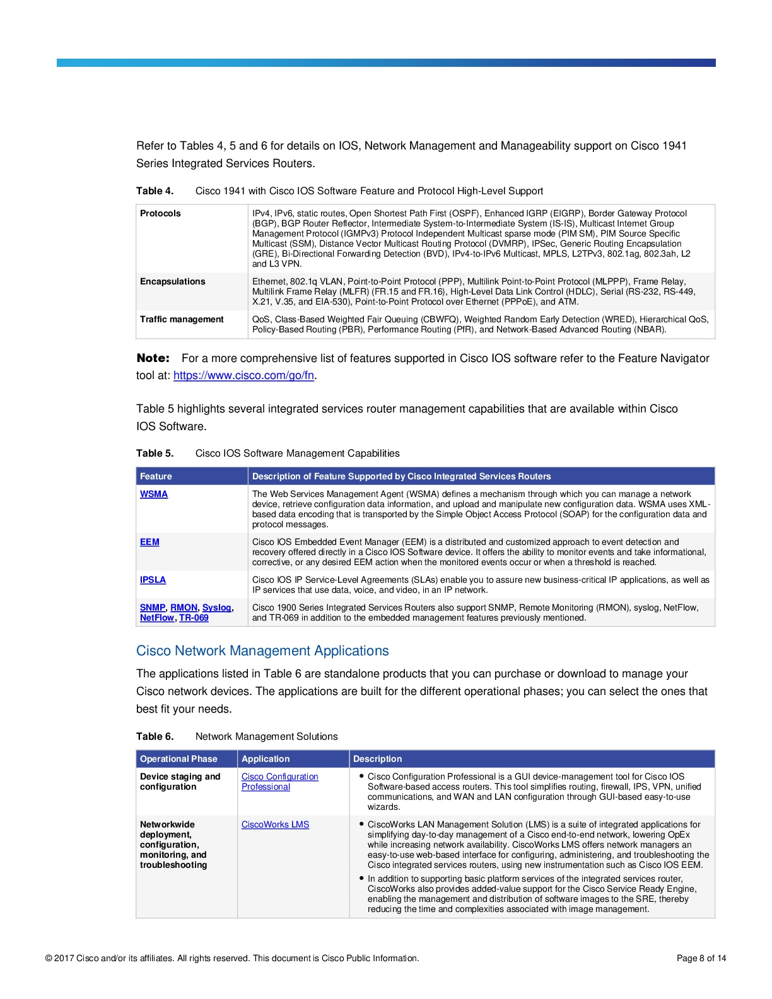 Refer to Tables 4, 5 and 6 for details on IOS, Network Management and Manageability support on Cisco 1941
Series Integrated Services Routers.
Table 4. Cisco 1941 with Cisco IOS Software Feature and Protocol High-Level Support
Protocols
IPv4, IPv6, static routes, Open Shortest Path First (OSPF), Enhanced IGRP (EIGRP), Border Gateway Protocol
(BGP), BGP Router Reflector, Intermediate System-to-Intermediate System (IS-IS), Multicast Internet Group
Management Protocol (IGMPv3) Protocol Independent Multicast sparse mode (PIM SM), PIM Source Specific
Multicast (SSM), Distance Vector Multicast Routing Protocol (DVMRP), IPSec, Generic Routing Encapsulation
(GRE), Bi-Directional Forwarding Detection (BVD), IPv4-to-IPv6 Multicast, MPLS, L2TPv3, 802.1ag, 802.3ah, L2
and L3 VPN.
Encapsulations
Ethernet, 802.1q VLAN, Point-to-Point Protocol (PPP), Multilink Point-to-Point Protocol (MLPPP), Frame Relay,
Multilink Frame Relay (MLFR) (FR.15 and FR.16), High-Level Data Link Control (HDLC), Serial (RS-232, RS-449,
X.21, V.35, and EIA-530), Point-to-Point Protocol over Ethernet (PPPoE), and ATM.
Traffic management
QoS, Class-Based Weighted Fair Queuing (CBWFQ), Weighted Random Early Detection (WRED), Hierarchical QoS,
Policy-Based Routing (PBR), Performance Routing (PfR), and Network-Based Advanced Routing (NBAR).
Note: For a more comprehensive list of features supported in Cisco IOS software refer to the Feature Navigator
tool at: https://www.cisco.com/go/fn.
Table 5 highlights several integrated services router management capabilities that are available within Cisco
IOS Software.
Table 5. Cisco IOS Software Management Capabilities
Feature
Description of Feature Supported by Cisco Integrated Services Routers
WSMA
The Web Services Management Agent (WSMA) defines a mechanism through which you can manage a network
device, retrieve configuration data information, and upload and manipulate new configuration data. WSMA uses XML-
based data encoding that is transported by the Simple Object Access Protocol (SOAP) for the configuration data and
protocol messages.
EEM
Cisco IOS Embedded Event Manager (EEM) is a distributed and customized approach to event detection and
recovery offered directly in a Cisco IOS Software device. It offers the ability to monitor events and take informational,
corrective, or any desired EEM action when the monitored events occur or when a threshold is reached.
IPSLA
Cisco IOS IP Service-Level Agreements (SLAs) enable you to assure new business-critical IP applications, as well as
IP services that use data, voice, and video, in an IP network.
SNMP, RMON, Syslog,
NetFlow, TR-069
Cisco 1900 Series Integrated Services Routers also support SNMP, Remote Monitoring (RMON), syslog, NetFlow,
and TR-069 in addition to the embedded management features previously mentioned.
Cisco Network Management Applications
The applications listed in Table 6 are standalone products that you can purchase or download to manage your
Cisco network devices. The applications are built for the different operational phases; you can select the ones that
best fit your needs.
Table 6. Network Management Solutions
Operational Phase
Application
Description
Device staging and
configuration
Cisco Configuration
Professional
● Cisco Configuration Professional is a GUI device-management tool for Cisco IOS
Software-based access routers. This tool simplifies routing, firewall, IPS, VPN, unified
communications, and WAN and LAN configuration through GUI-based easy-to-use
wizards.
Networkwide
deployment,
configuration,
monitoring, and
troubleshooting
CiscoWorks LMS
● CiscoWorks LAN Management Solution (LMS) is a suite of integrated applications for
simplifying day-to-day management of a Cisco end-to-end network, lowering OpEx
while increasing network availability. CiscoWorks LMS offers network managers an
easy-to-use web-based interface for configuring, administering, and troubleshooting the
Cisco integrated services routers, using new instrumentation such as Cisco IOS EEM.
● In addition to supporting basic platform services of the integrated services router,
CiscoWorks also provides added-value support for the Cisco Service Ready Engine,
enabling the management and distribution of software images to the SRE, thereby
reducing the time and complexities associated with image management.
© 2017 Cisco and/or its affiliates. All rights reserved. This document is Cisco Public Information.
Page 8 of 14